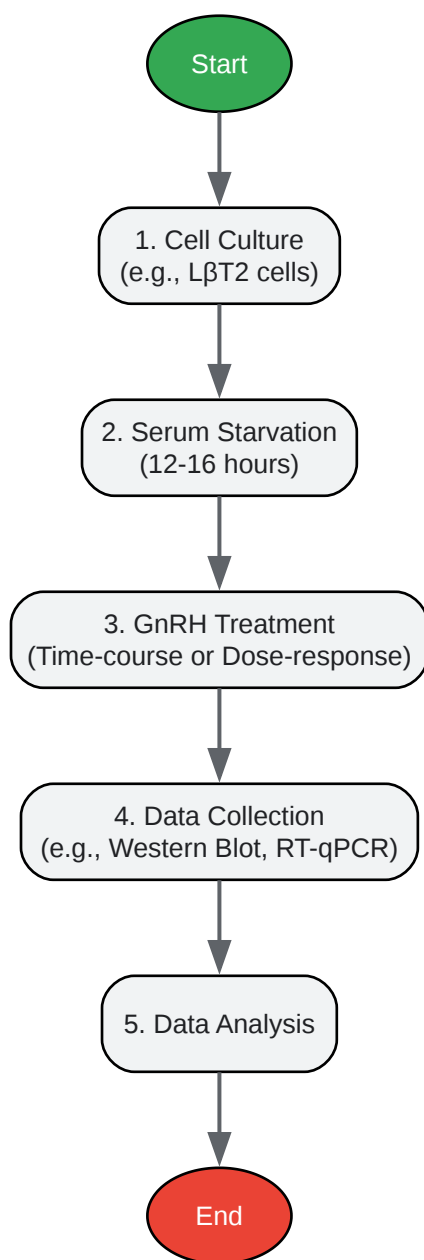 Start
1. Cell Culture
(e.g., LβT2 cells)
2. Serum Starvation
(12-16 hours)
3. GnRH Treatment
(Time-course or Dose-response)
4. Data Collection
(e.g., Western Blot, RT-qPCR)
5. Data Analysis
End